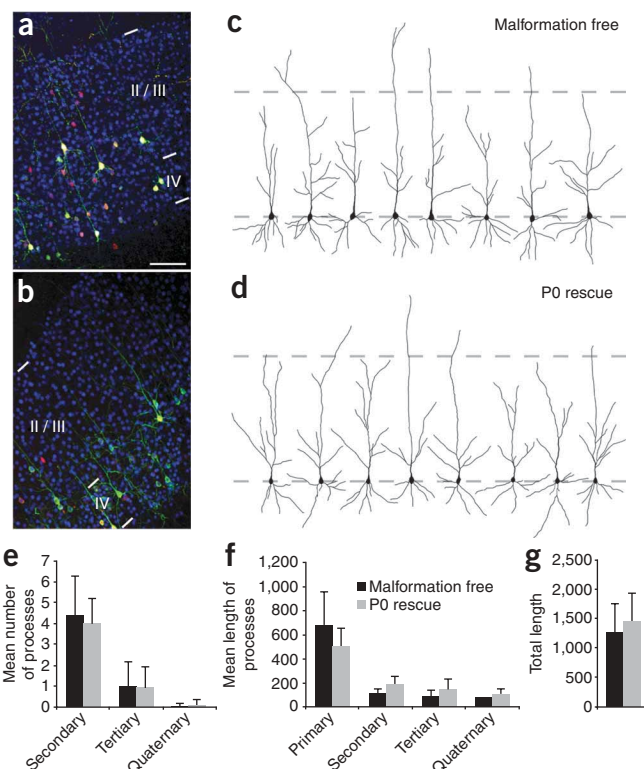 a
II / III
IV
b
II / III
IV
c
Malformation free
d
P0 rescue
e
Mean number
of processes
7
6
5
4
3
2
1
0
Secondary
Tertiary
Quaternary
f
Mean length of
processes
1,200
1,000
800
600
400
200
0
Malformation free
P0 rescue
Primary
Secondary
Tertiary
Quaternary
g
Total length
2,500
2,000
1,500
1,000
500
0